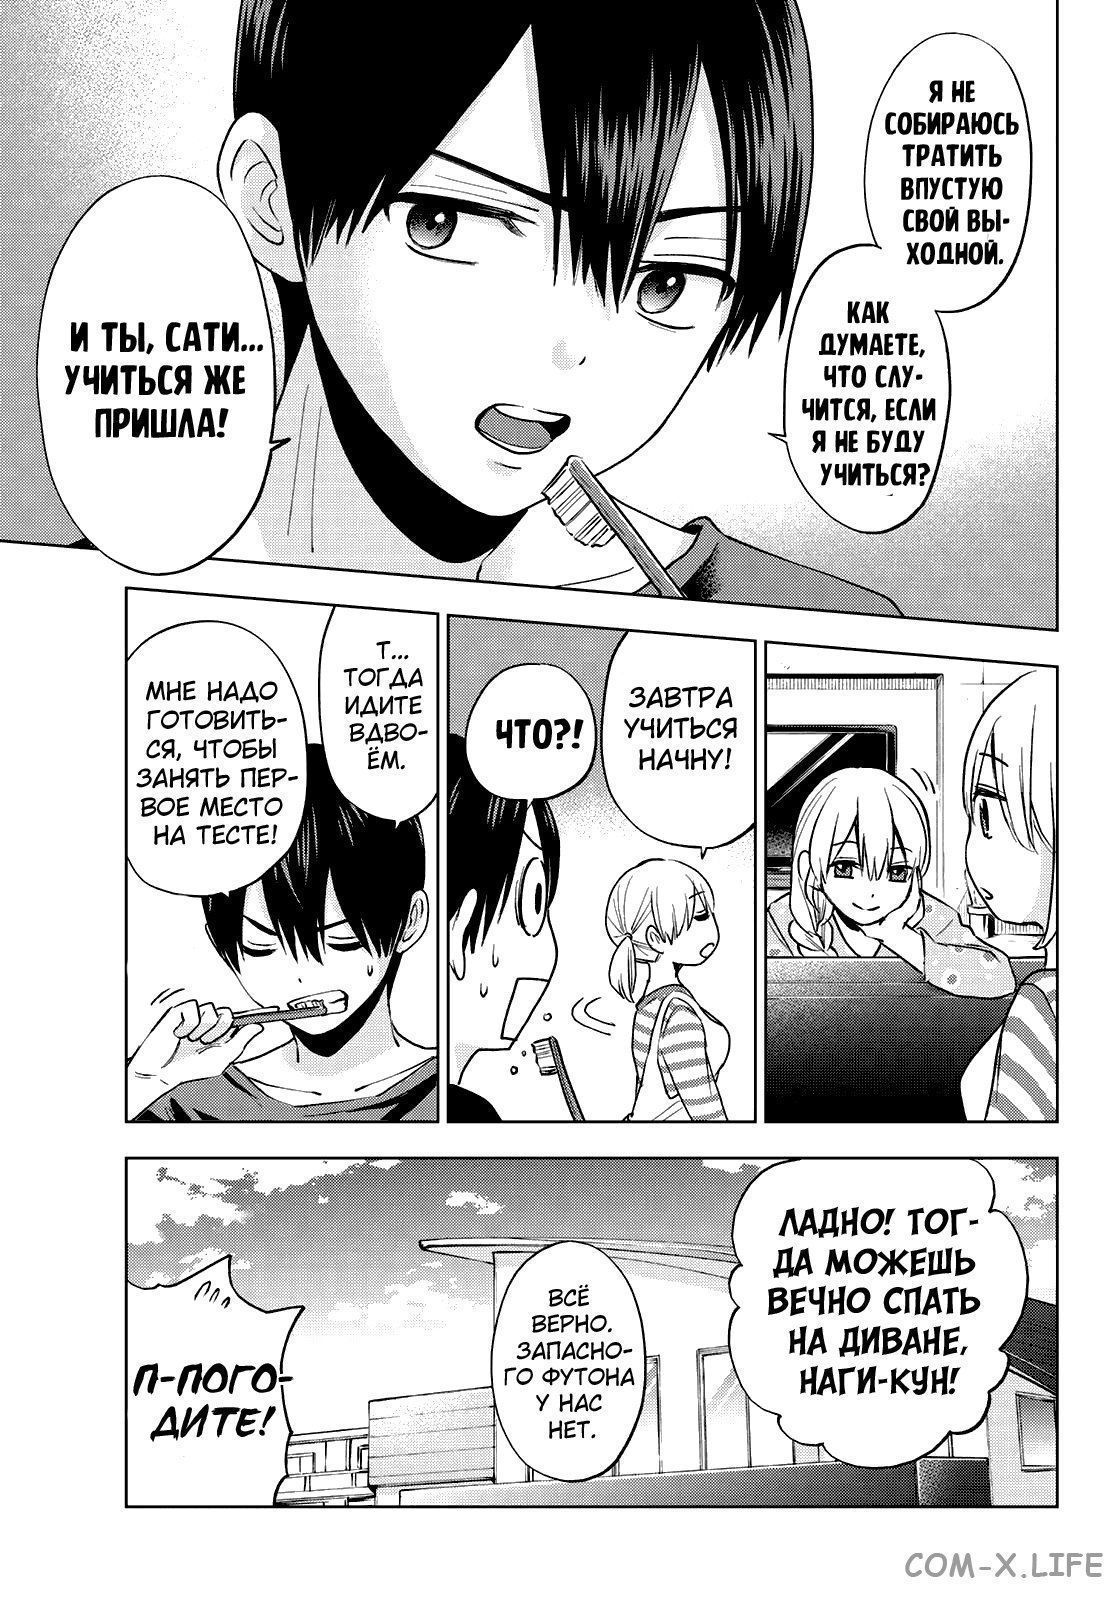 Я НЕ
СОБИРАЮСЬ
ТРАТИТЬ
ВПУСТУЮ
СВОЙ ВЫ-
ХОДНОЙ.
КАК
ДУМАЕТЕ,
ЧТО СЛУ-
ЧИТСЯ, ЕСЛИ
Я НЕ БУДУ
УЧИТЬСЯ?
И ТЫ, САТИ...
УЧИТЬСЯ ЖЕ
ПРИШЛА!
ЗАВТРА
УЧИТЬСЯ
НАЧНУ!
ЧТО?!
Т...
ТОГДА
ИДИТЕ
ВДВО-
ЁМ.
МНЕ НАДО
ГОТОВИТЬ-
СЯ, ЧТОБЫ
ЗАНЯТЬ ПЕР-
ВОЕ МЕСТО
НА ТЕСТЕ!
ЛАДНО! ТОГ-
ДА МОЖЕШЬ
ВЕЧНО СПАТЬ
НА ДИВАНЕ,
НАГИ-КУН!
ВСЁ
ВЕРНО.
ЗАПАСНО-
ГО ФУТОНА
У НАС
НЕТ.
П-ПОГО-
ДИТЕ!
COM-X.LIFE